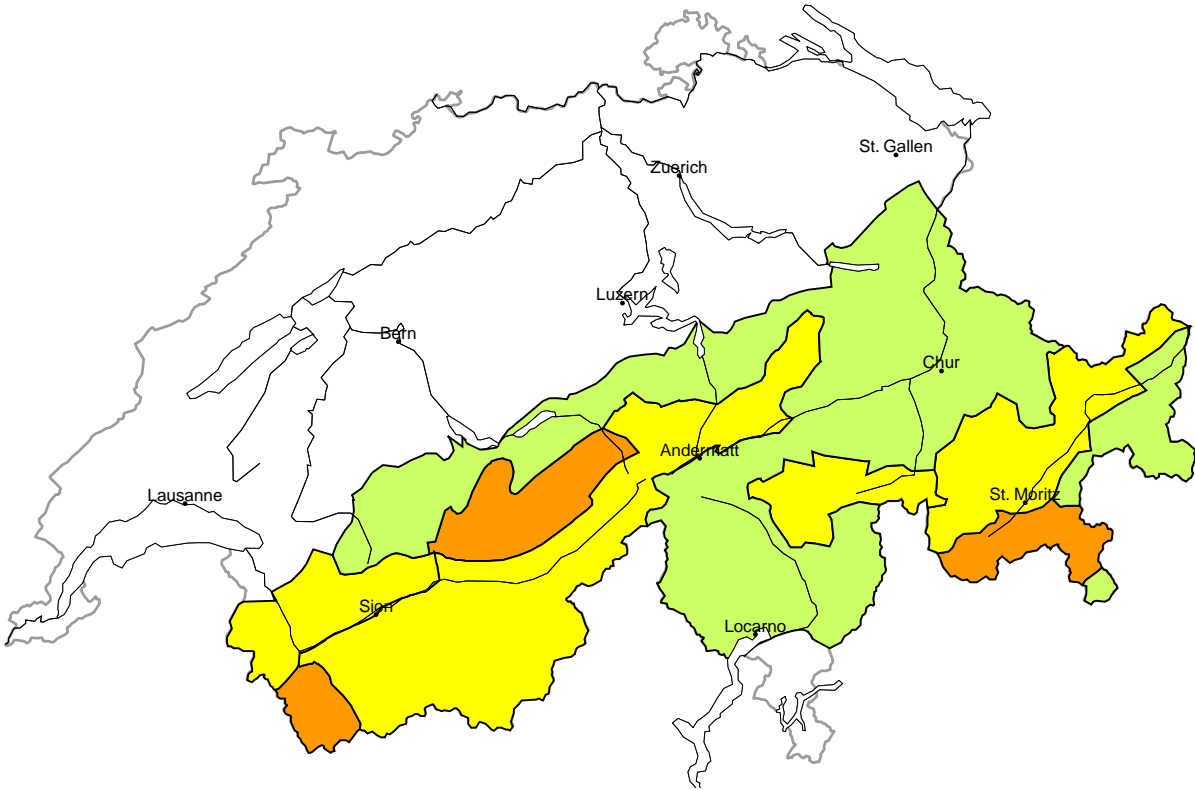 St. Gallen
Zuerich
Luzern
Bern
Chur
Andermatt
Lausanne
St. Moritz
Sion
Locarno